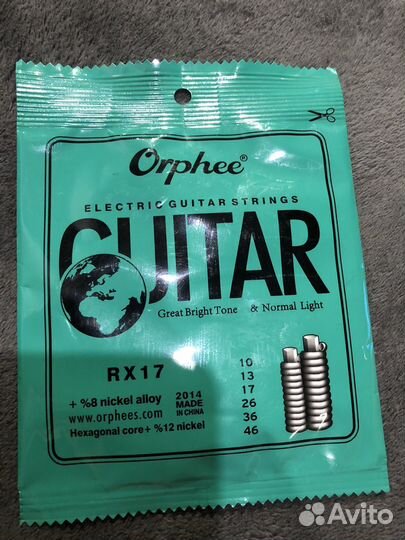 Orphee®
ELECTRIC GUITAR STRINGS
GUITAR
Great Bright Tone & Normal Light
RX17
10
13
17
26
36
46
+ %8 nickel alloy
2014
MADE
IN CHINA
www.orphees.com
Hexagonal core+ %12 nickel
Avito